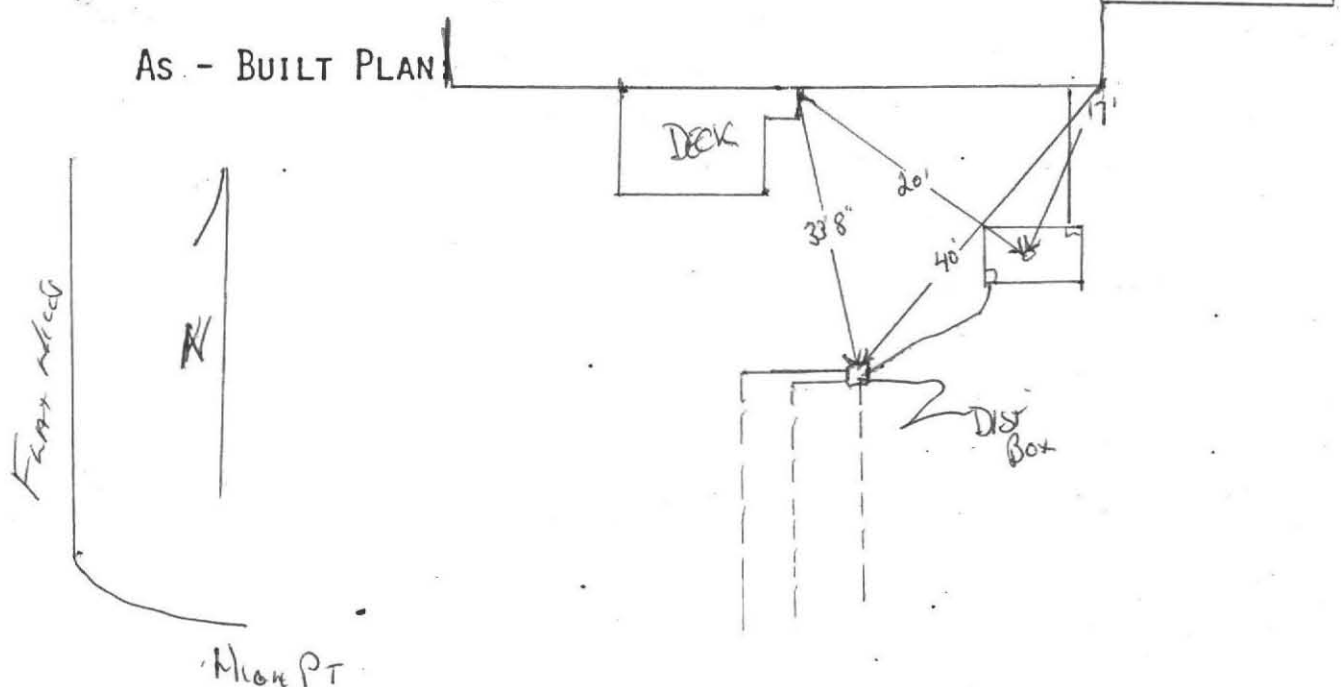 As - BUILT PLAN
DECK
17'
20'
33'8"
40'
N
DIST
BOX
HIGH PT